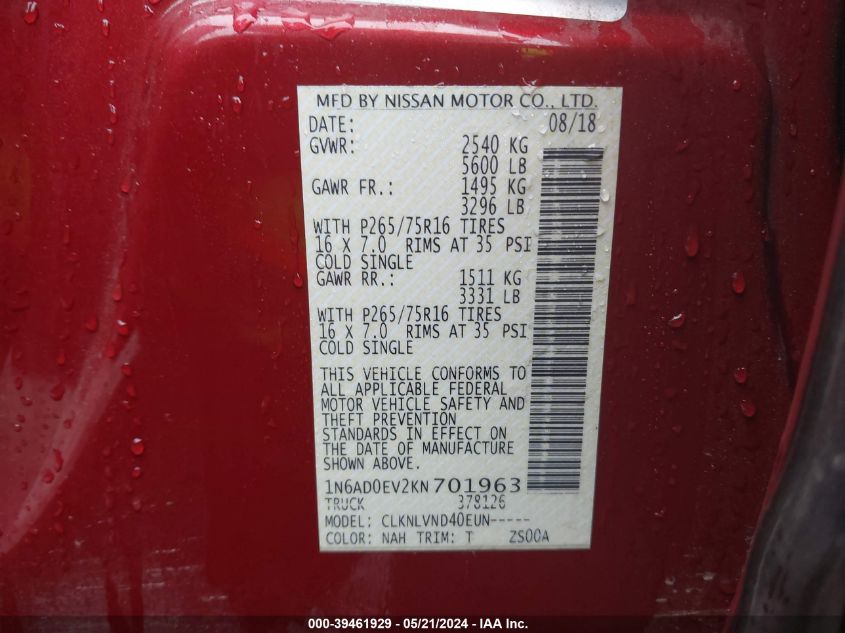 MFD BY NISSAN MOTOR CO., LTD.
DATE: 08/18
GVWR: 2540 KG
5600 LB
GAWR FR.: 1495 KG
3296 LB
WITH P265/75R16 TIRES
16 X 7.0 RIMS AT 35 PSI
COLD SINGLE
GAWR RR.: 1511 KG
3331 LB
WITH P265/75R16 TIRES
16 X 7.0 RIMS AT 35 PSI
COLD SINGLE
THIS VEHICLE CONFORMS TO
ALL APPLICABLE FEDERAL
MOTOR VEHICLE SAFETY AND
THEFT PREVENTION
STANDARDS IN EFFECT ON
THE DATE OF MANUFACTURE
SHOWN ABOVE.
1N6AD0EV2KN701963
TRUCK 378126
MODEL: CLKNLVND40EUN-----
COLOR: NAH TRIM: T ZS00A
000-39461929 - 05/21/2024 - IAA Inc.